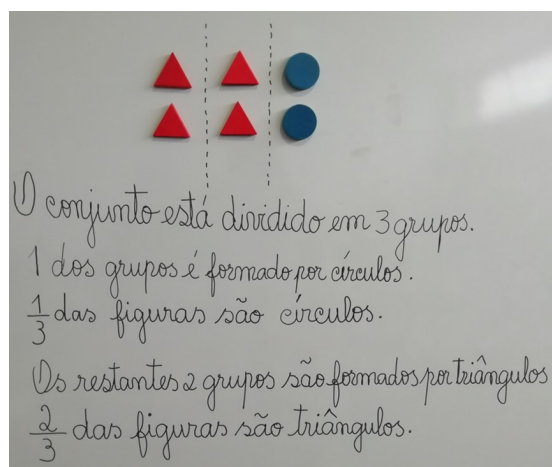 O conjunto está dividido em 3 grupos.
1 dos grupos é formado por círculos.
1/3 das figuras são círculos.
Os restantes 2 grupos são formados por triângulos
2/3 das figuras são triângulos.